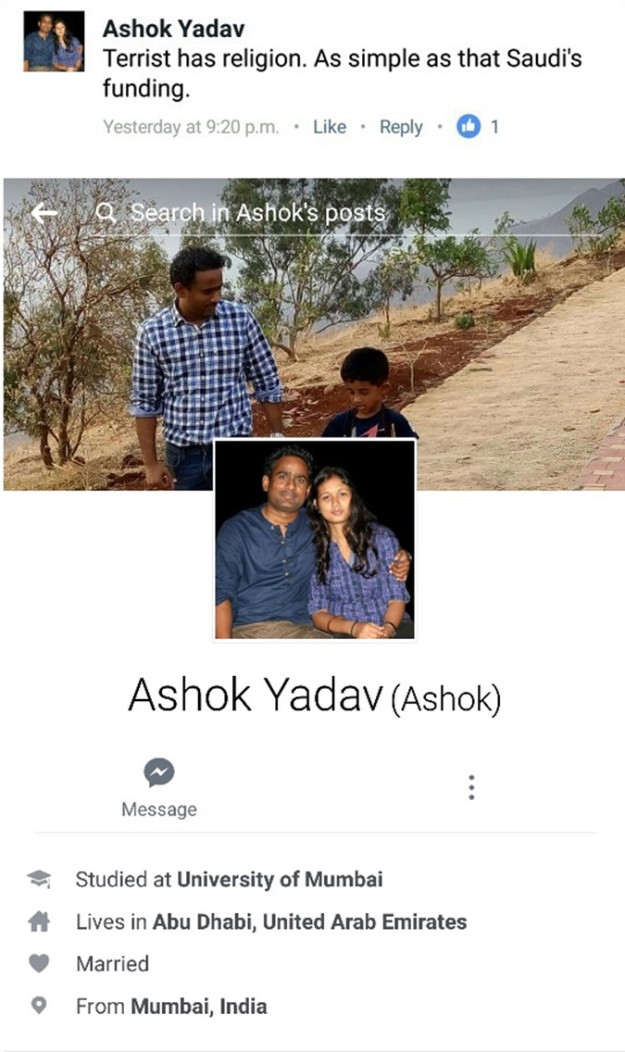 Ashok Yadav
Terrist has religion. As simple as that Saudi's
funding.
Yesterday at 9:20 p.m. • Like • Reply • 1
Search in Ashok's posts
Ashok Yadav (Ashok)
Message
Studied at University of Mumbai
Lives in Abu Dhabi, United Arab Emirates
Married
From Mumbai, India